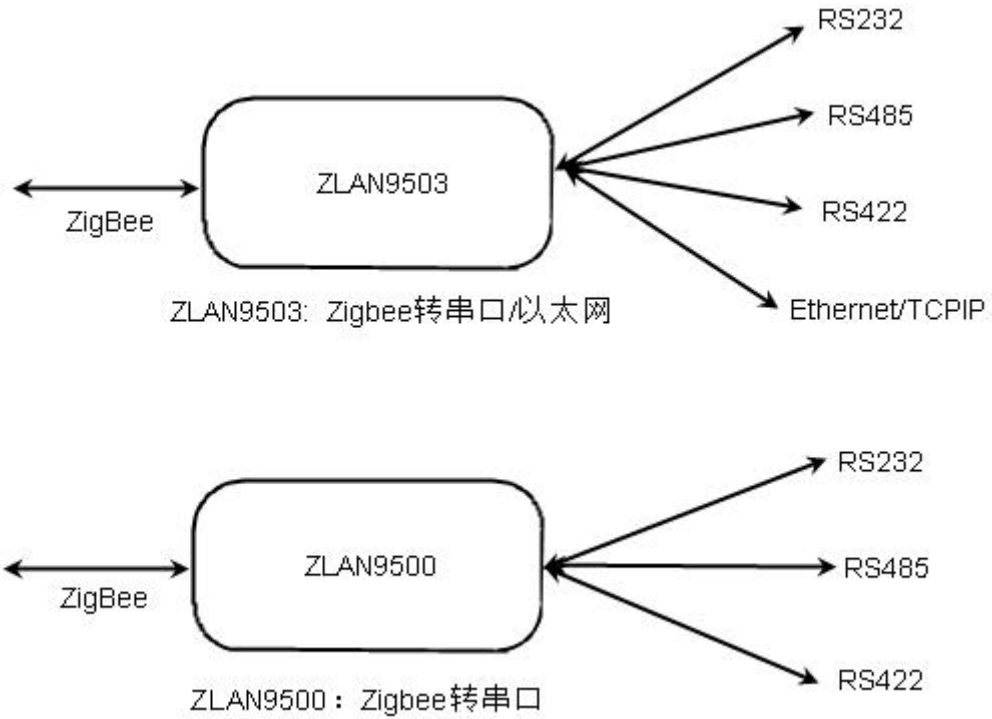 RS232
RS485
ZLAN9503
ZigBee
RS422
ZLAN9503: Zigbee转串口/以太网
Ethernet/TCPIP
RS232
ZLAN9500
RS485
ZigBee
RS422
ZLAN9500：Zigbee转串口